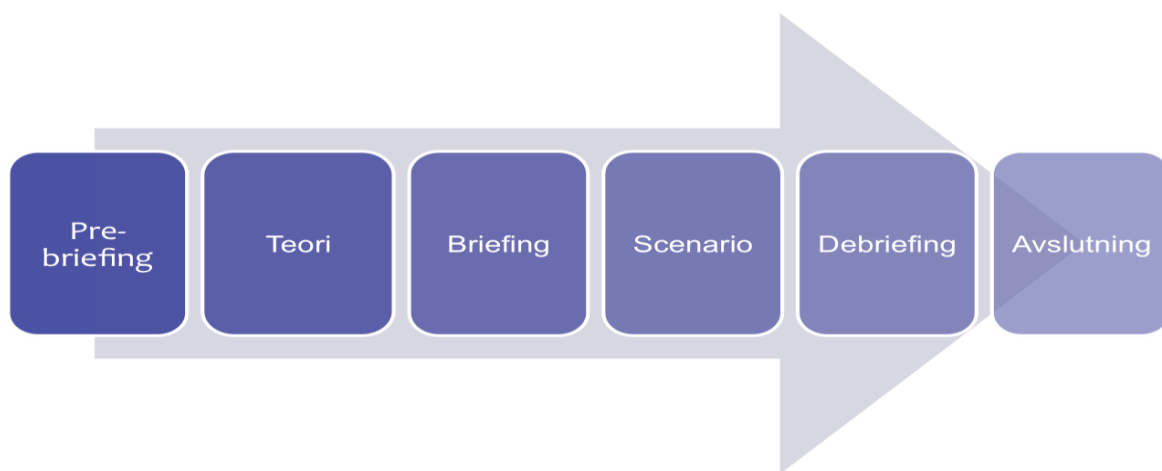 Pre-
briefing
Teori
Briefing
Scenario
Debriefing
Avslutning